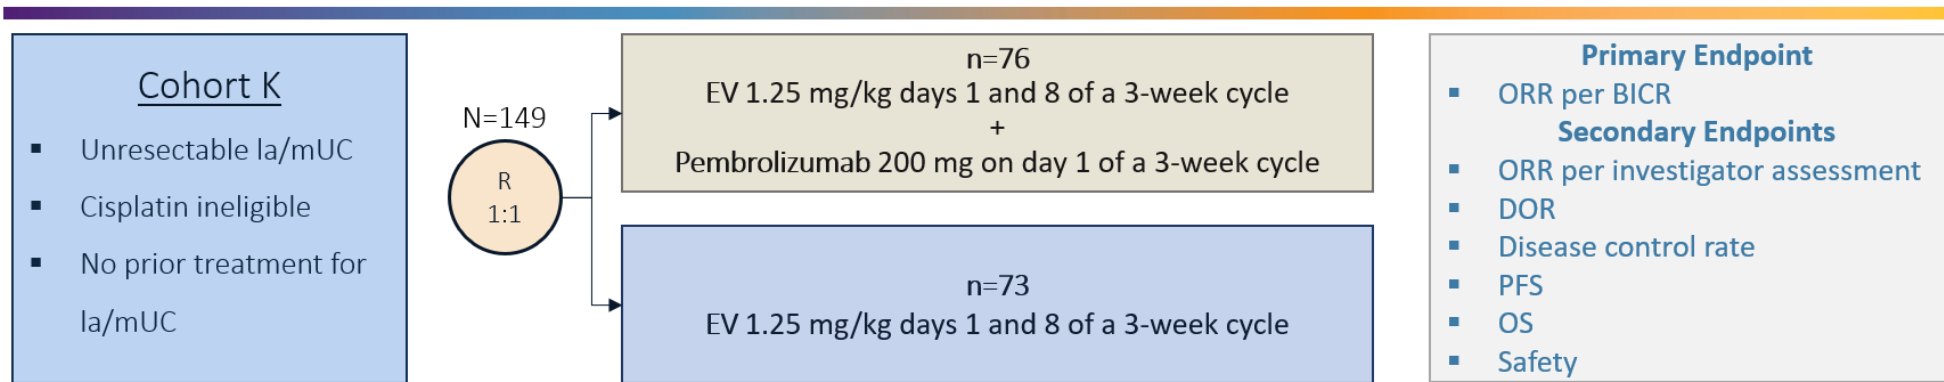 Cohort K
▪ Unresectable la/mUC
▪ Cisplatin ineligible
▪ No prior treatment for
la/mUC
N=149
R
1:1
n=76
EV 1.25 mg/kg days 1 and 8 of a 3-week cycle
+
Pembrolizumab 200 mg on day 1 of a 3-week cycle
n=73
EV 1.25 mg/kg days 1 and 8 of a 3-week cycle
Primary Endpoint
▪ ORR per BICR
Secondary Endpoints
▪ ORR per investigator assessment
▪ DOR
▪ Disease control rate
▪ PFS
▪ OS
▪ Safety